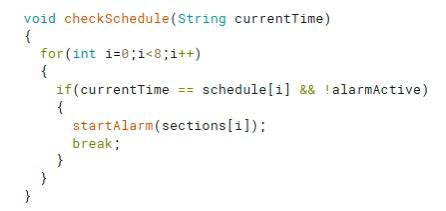 void checkSchedule(String currentTime)
{
  for(int i=0;i<8;i++)
  {
    if(currentTime == schedule[i] && !alarmActive)
    {
      startAlarm(sections[i]);
      break;
    }
  }
}